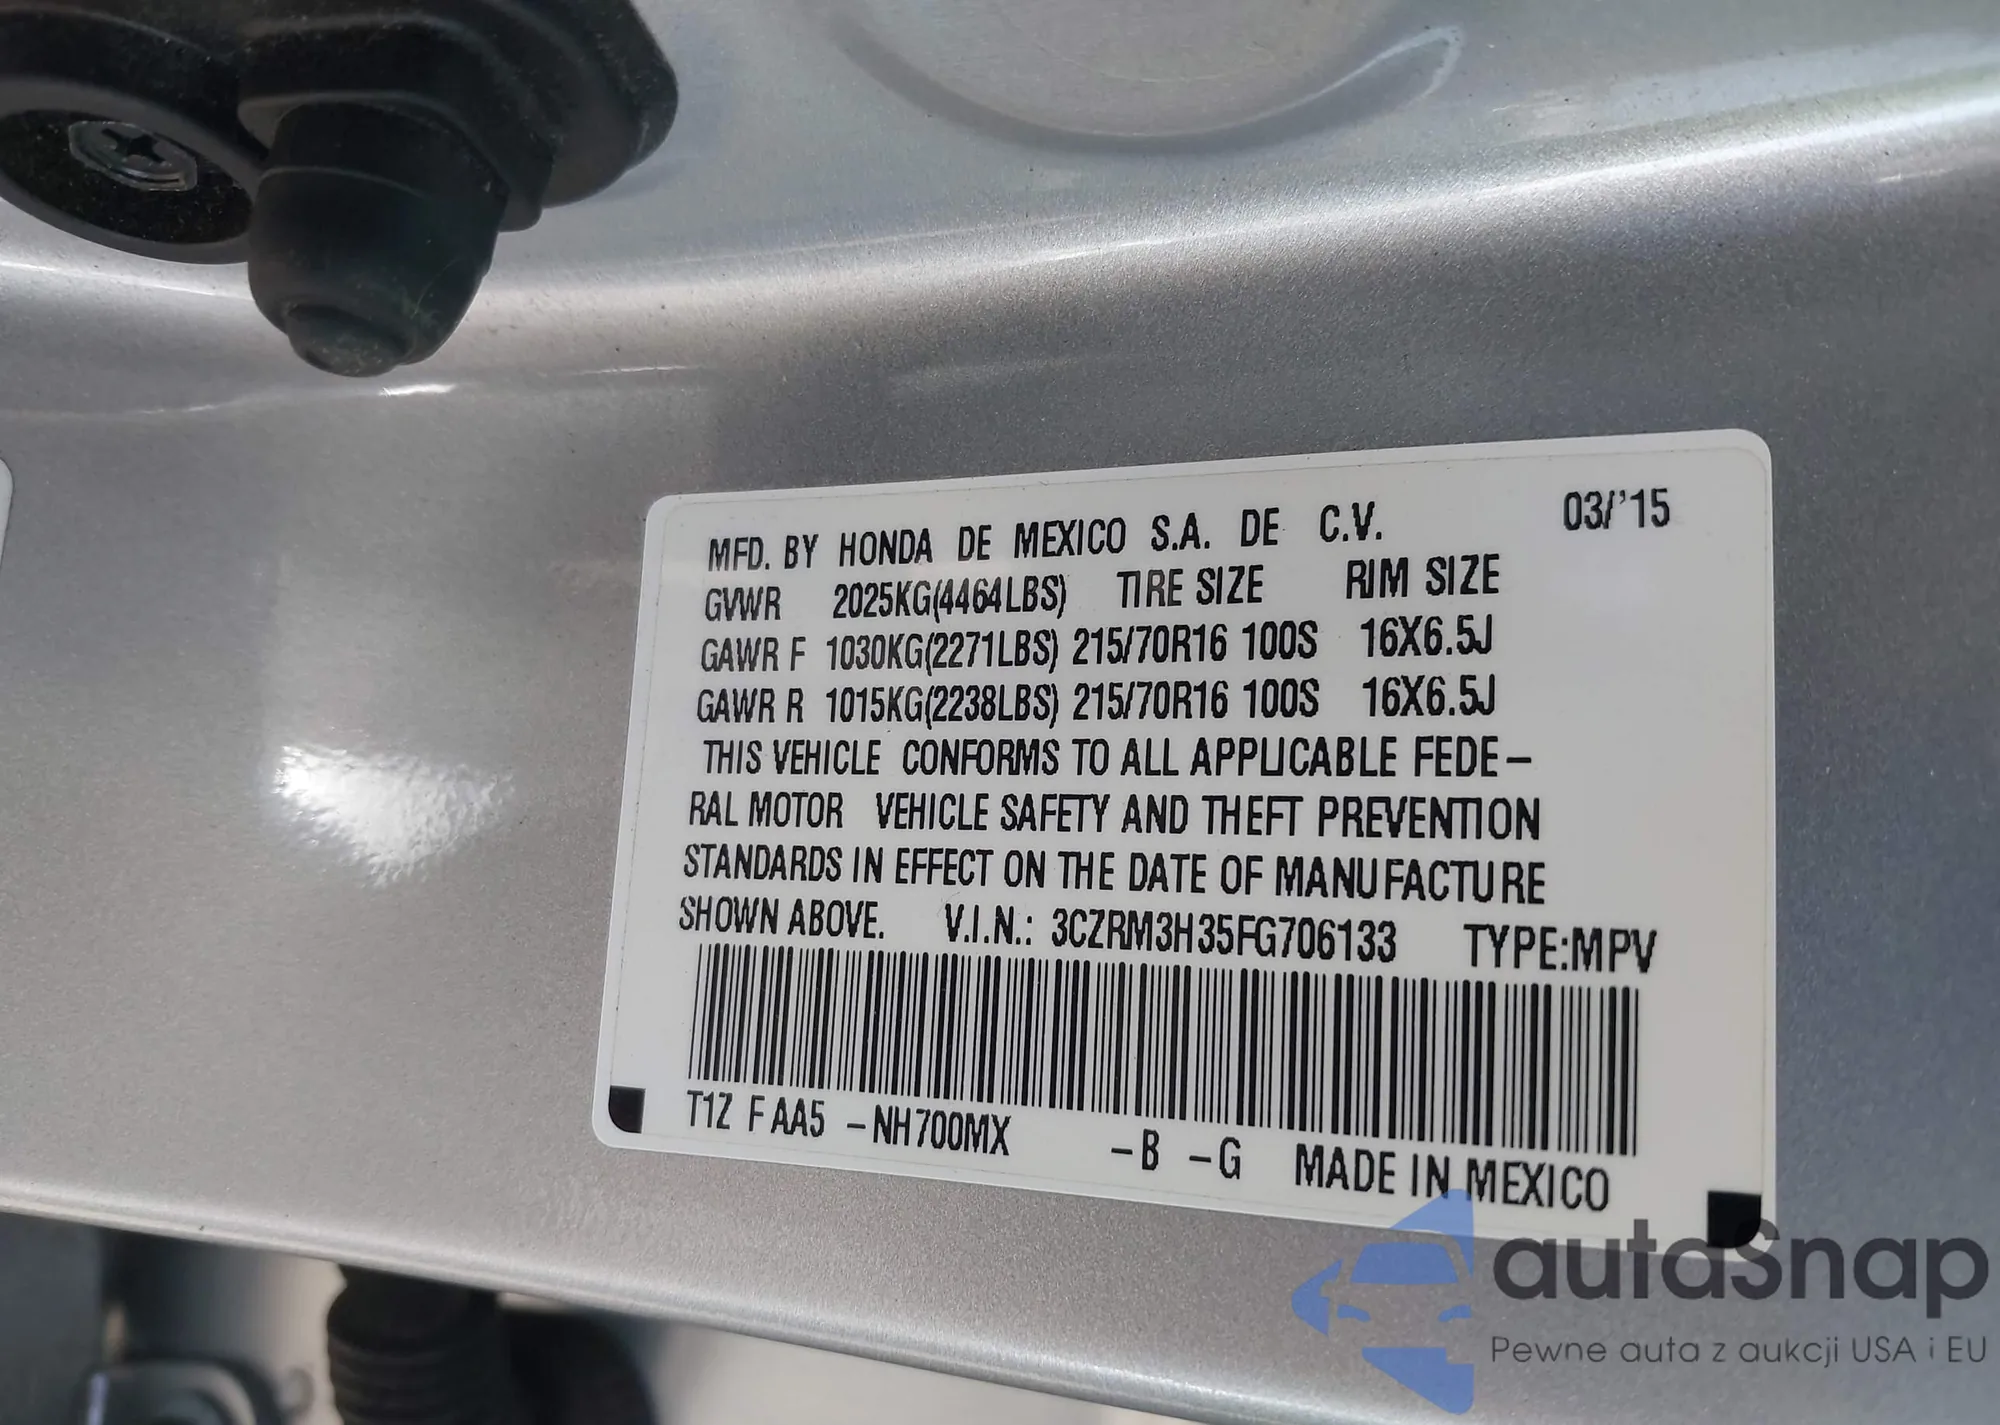 MFD. BY HONDA DE MEXICO S.A. DE C.V. 03/'15
GVWR 2025KG(4464LBS) TIRE SIZE RIM SIZE
GAWR F 1030KG(2271LBS) 215/70R16 100S 16X6.5J
GAWR R 1015KG(2238LBS) 215/70R16 100S 16X6.5J
THIS VEHICLE CONFORMS TO ALL APPLICABLE FEDE-
RAL MOTOR VEHICLE SAFETY AND THEFT PREVENTION
STANDARDS IN EFFECT ON THE DATE OF MANUFACTURE
SHOWN ABOVE. V.I.N.: 3CZRM3H35FG706133 TYPE:MPV
T1Z FAA5 -NH700MX -B -G MADE IN MEXICO
autaSnap
Pewne auta z aukcji USA i EU